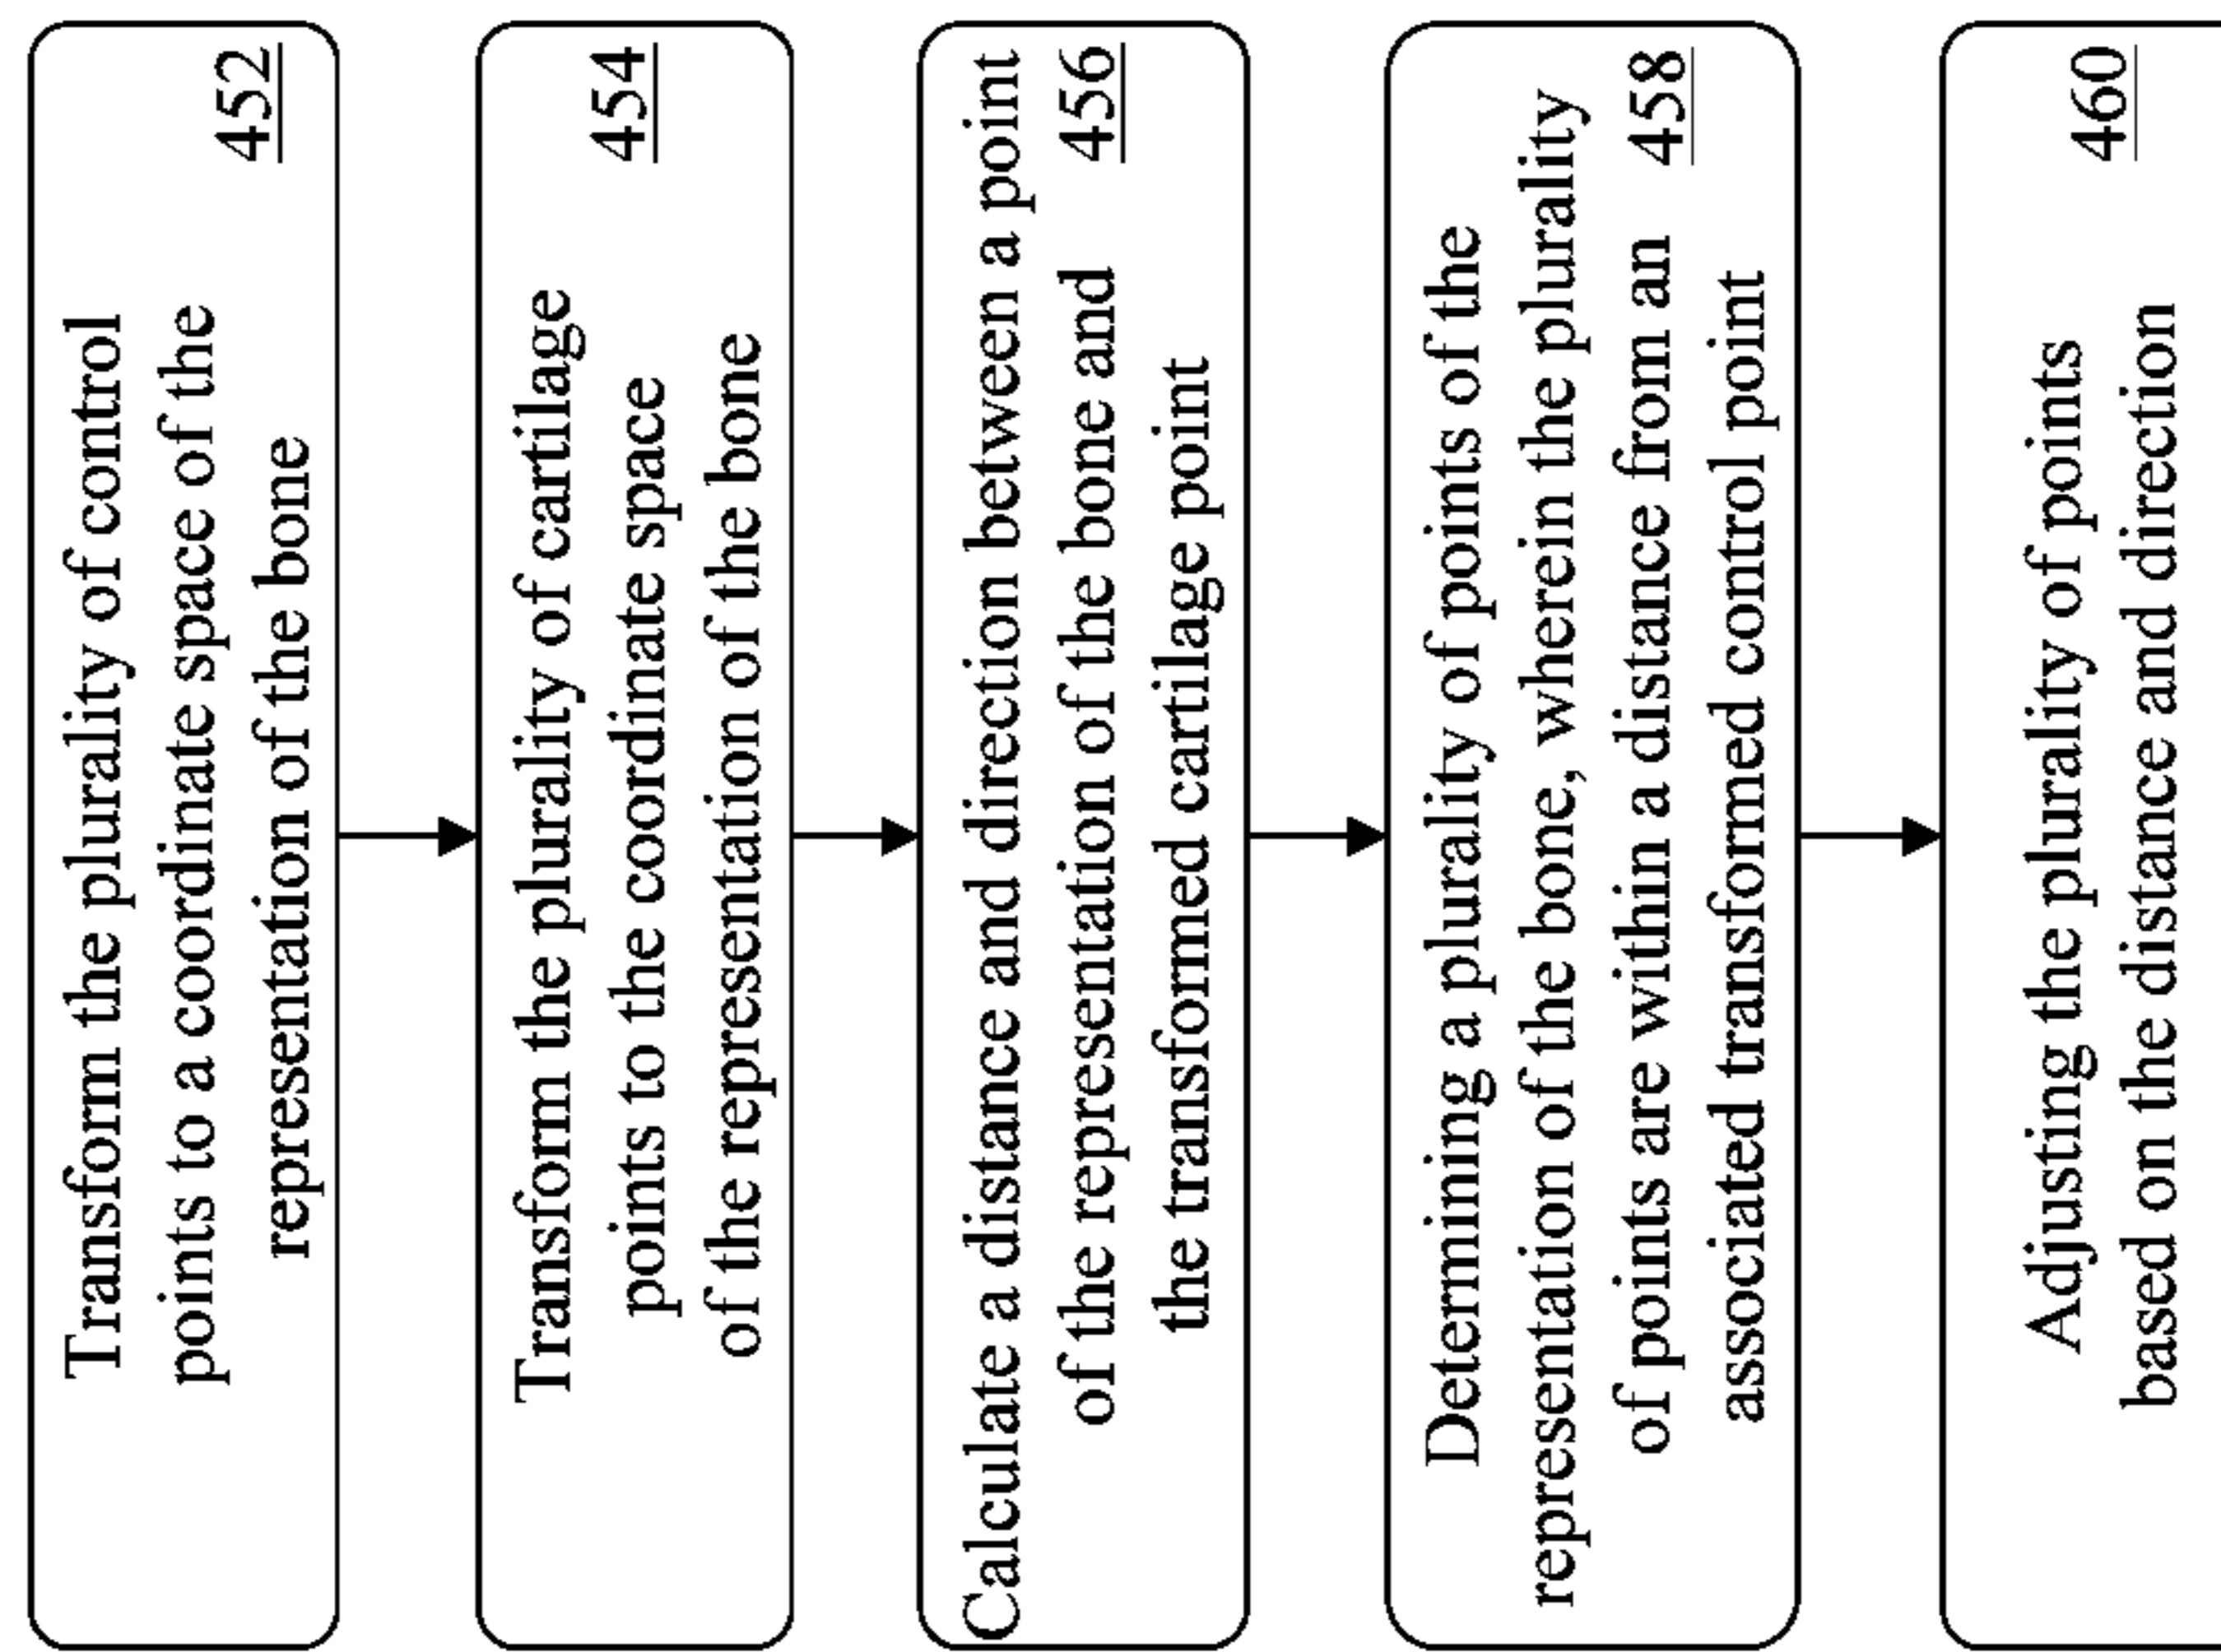 Transform the plurality of control
points to a coordinate space of the
representation of the bone 452
Transform the plurality of cartilage
points to the coordinate space 454
of the representation of the bone
Calculate a distance and direction between a point
of the representation of the bone and 456
the transformed cartilage point
Determining a plurality of points of the
representation of the bone, wherein the plurality
of points are within a distance from an 458
associated transformed control point
Adjusting the plurality of points 460
based on the distance and direction